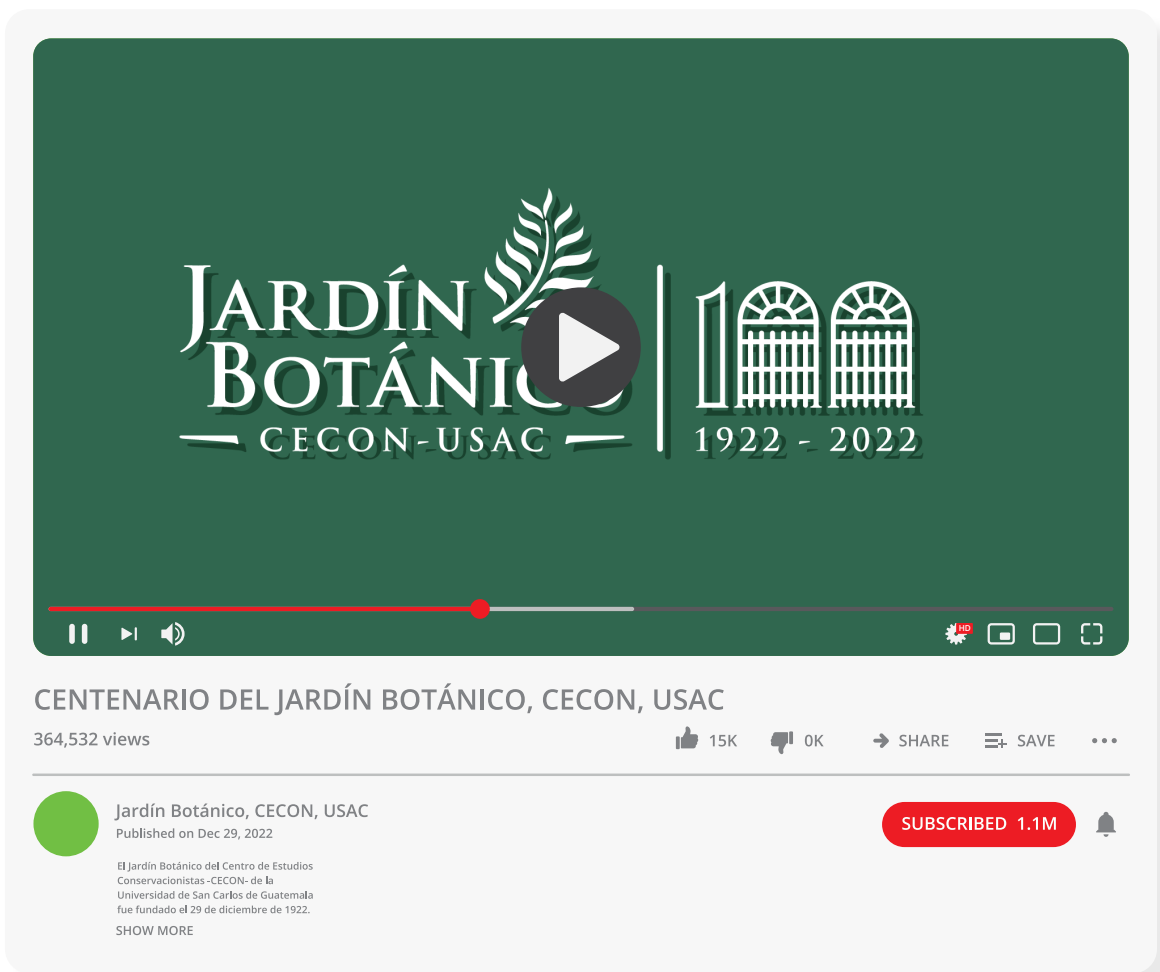 JARDÍN
BOTÁNICO
CECON-USAC
100
1922 - 2022
HD
CENTENARIO DEL JARDÍN BOTÁNICO, CECON, USAC
364,532 views
15K
0K
SHARE
SAVE
Jardín Botánico, CECON, USAC
Published on Dec 29, 2022
SUBSCRIBED 1.1M
El Jardín Botánico del Centro de Estudios
Conservacionistas -CECON- de la
Universidad de San Carlos de Guatemala
fue fundado el 29 de diciembre de 1922.
SHOW MORE